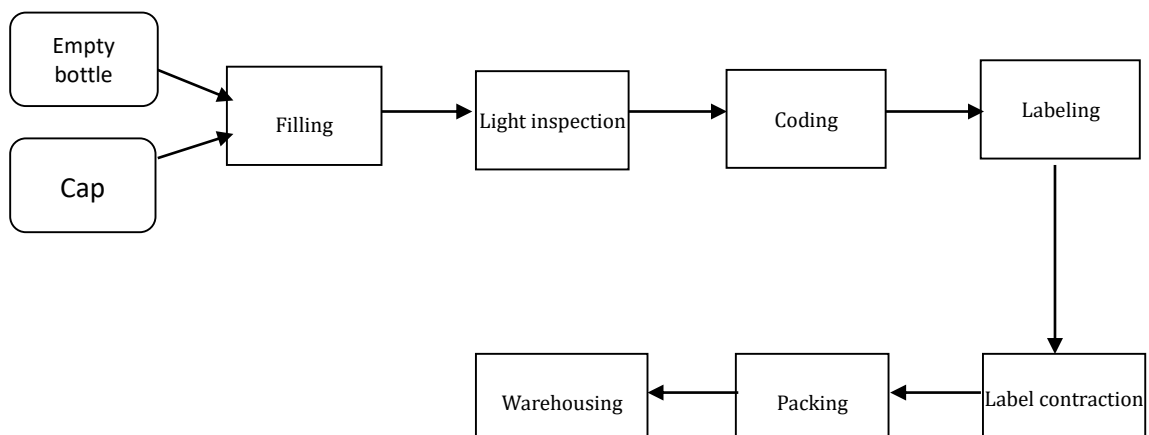 Empty
bottle
Cap
Filling
Light inspection
Coding
Labeling
Label contraction
Packing
Warehousing